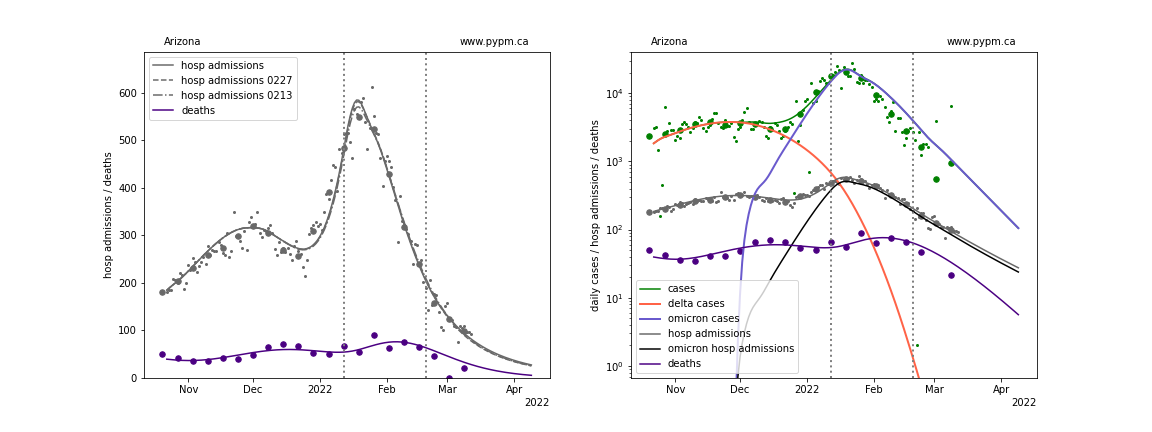 Arizona
www.pypm.ca
hosp admissions
hosp admissions 0227
hosp admissions 0213
deaths
hosp admissions / deaths
600
500
400
300
200
100
0
Nov
Dec
2022
Feb
Mar
Apr
2022
Arizona
www.pypm.ca
daily cases / hosp admissions / deaths
10⁴
10³
10²
10¹
10⁰
cases
delta cases
omicron cases
hosp admissions
omicron hosp admissions
deaths
Nov
Dec
2022
Feb
Mar
Apr
2022